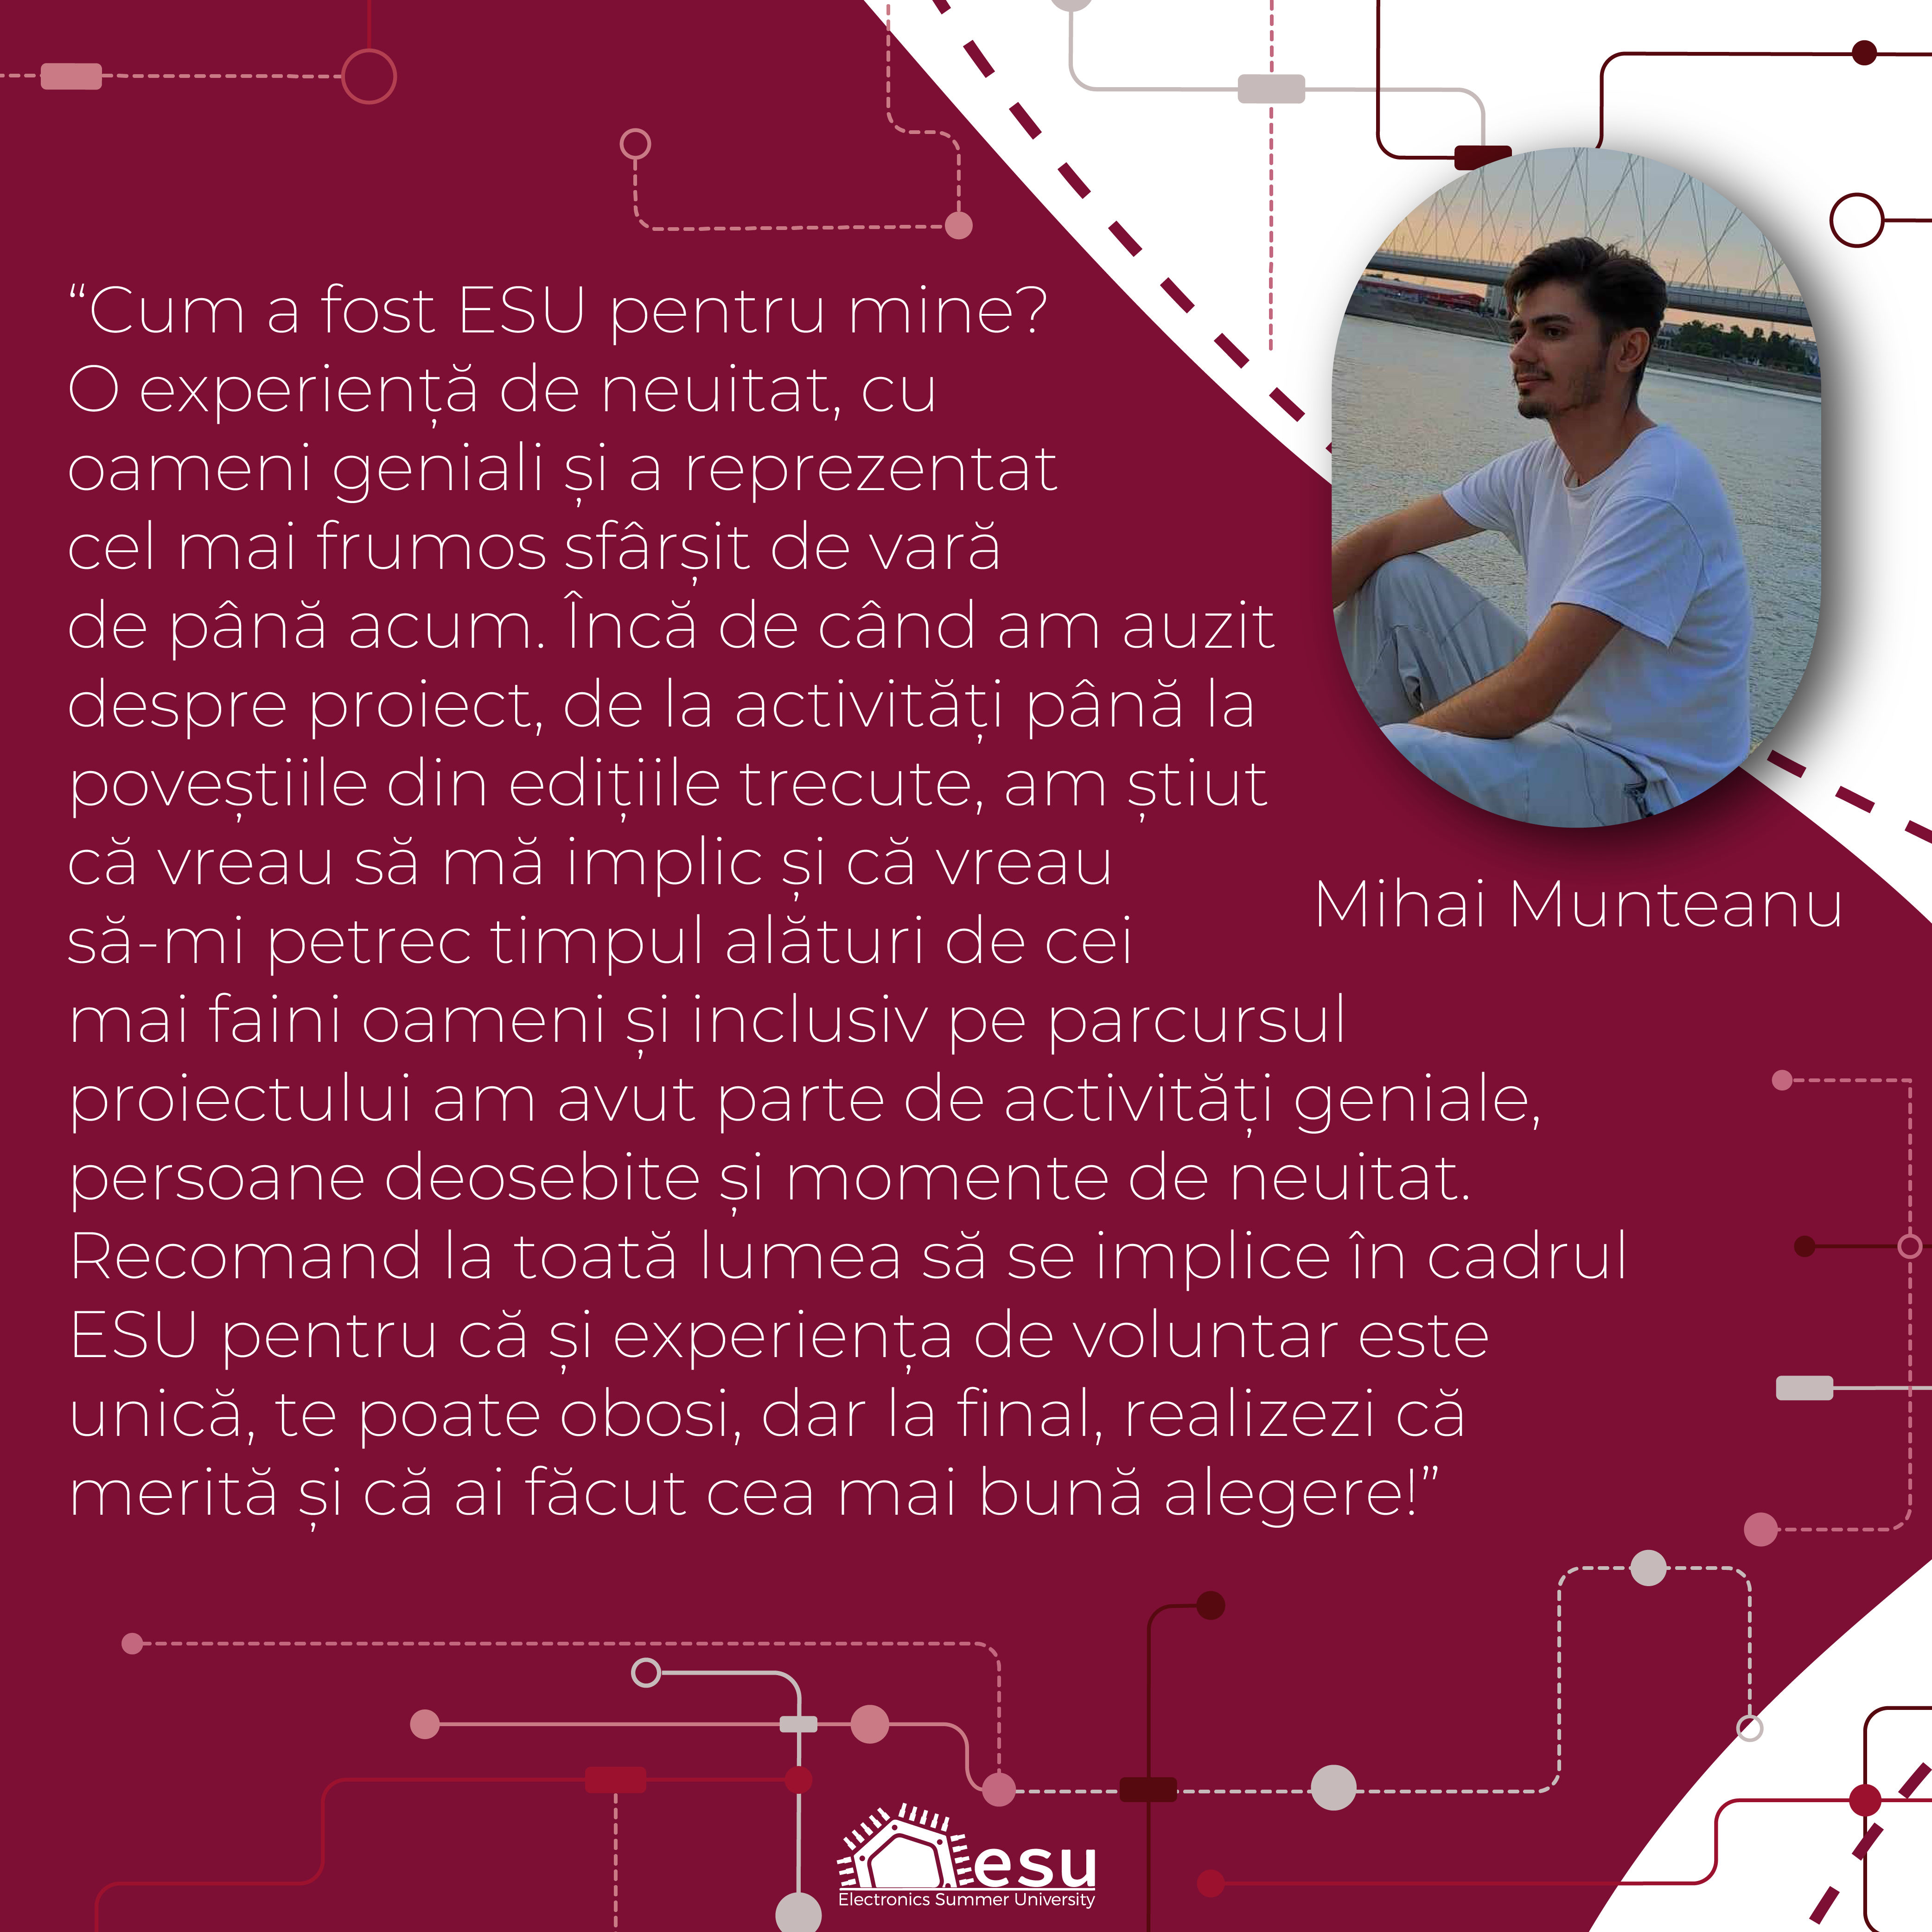 “Cum a fost ESU pentru mine?
O experiență de neuitat, cu
oameni geniali și a reprezentat
cel mai frumos sfârșit de vară
de până acum. Încă de când am auzit
despre proiect, de la activități până la
poveștiile din edițiile trecute, am știut
că vreau să mă implic și că vreau
să-mi petrec timpul alături de cei
mai faini oameni și inclusiv pe parcursul
proiectului am avut parte de activități geniale,
persoane deosebite și momente de neuitat.
Recomand la toată lumea să se implice în cadrul
ESU pentru că și experiența de voluntar este
unică, te poate obosi, dar la final, realizezi că
merită și că ai făcut cea mai bună alegere!”
Mihai Munteanu
esu
Electronics Summer University